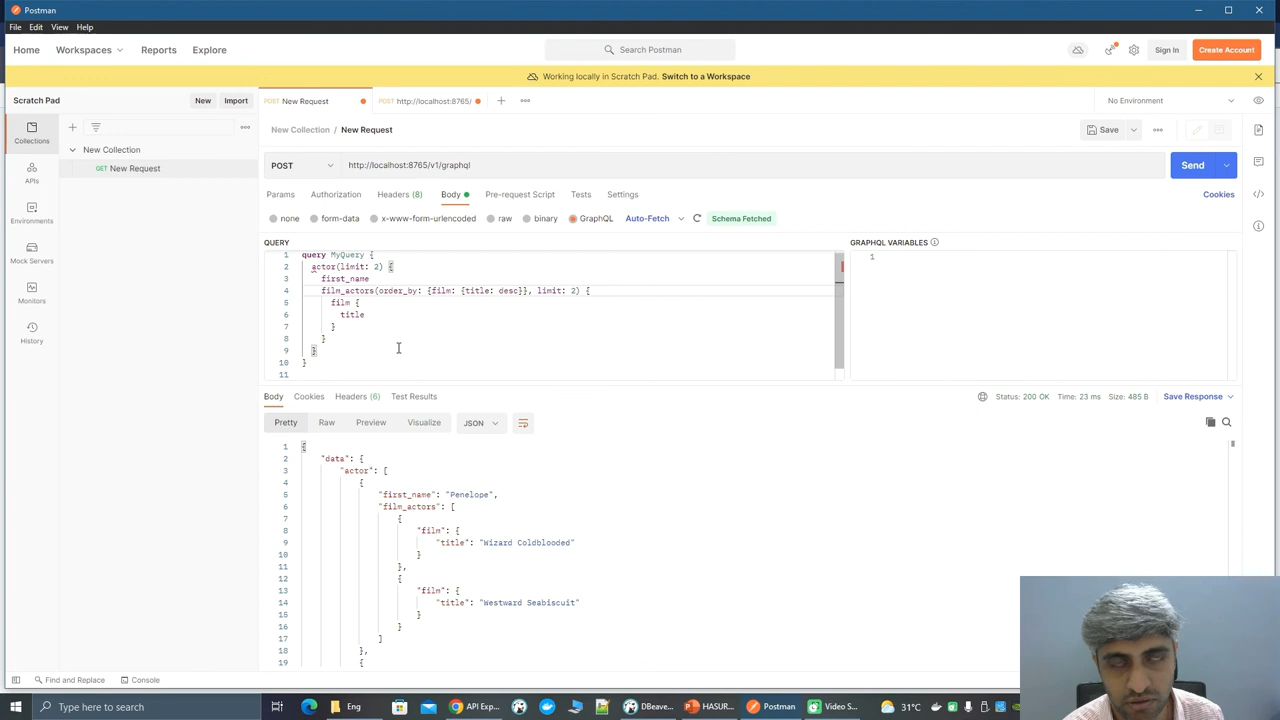 Postman
File Edit View Help
Home Workspaces Reports Explore
Search Postman
Sign In Create Account
Working locally in Scratch Pad. Switch to a Workspace
Scratch Pad New Import
POST New Request
POST http://localhost:8765/
No Environment
Collections
APIs
Environments
Mock Servers
Monitors
History
New Collection
GET New Request
New Collection / New Request
Save
POST http://localhost:8765/v1/graphql
Send
Params Authorization Headers (8) Body Pre-request Script Tests Settings
Cookies
none form-data x-www-form-urlencoded raw binary GraphQL Auto-Fetch Schema Fetched
QUERY
GRAPHQL VARIABLES
1 query MyQuery {
2 actor(limit: 2) {
3 first_name
4 film_actors(order_by: {film: {title: desc}}, limit: 2) {
5 film {
6 title
7 }
8 }
9 }
10 }
11
1
Body Cookies Headers (6) Test Results
Status: 200 OK Time: 23 ms Size: 485 B Save Response
Pretty Raw Preview Visualize JSON
1 {
2 "data": {
3 "actor": [
4 {
5 "first_name": "Penelope",
6 "film_actors": [
7 {
8 "film": {
9 "title": "Wizard Coldblooded"
10 }
11 },
12 {
13 "film": {
14 "title": "Westward Seabiscuit"
15 }
16 }
17 ]
18 },
19 {
Find and Replace Console
Type here to search
Eng
API Expl...
DBeave...
HASUR...
Postman
Video S...
31°C